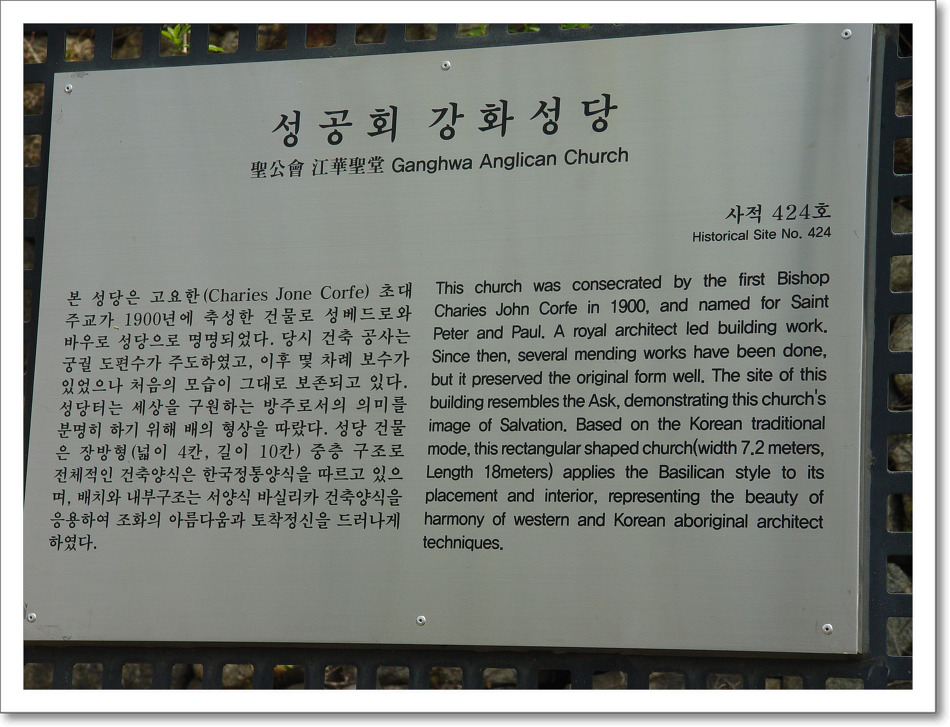 성공회 강화성당
聖公會 江華聖堂 Ganghwa Anglican Church
사적 424호
Historical Site No. 424
본 성당은 고요한(Charies Jone Corfe) 초대
주교가 1900년에 축성한 건물로 성베드로와
바우로 성당으로 명명되었다. 당시 건축 공사는
궁궐 도편수가 주도하였고, 이후 몇 차례 보수가
있었으나 처음의 모습이 그대로 보존되고 있다.
성당터는 세상을 구원하는 방주로서의 의미를
분명히 하기 위해 배의 형상을 따랐다. 성당 건물
은 장방형(넓이 4칸, 길이 10칸) 중층 구조로
전체적인 건축양식은 한국정통양식을 따르고 있으
며, 배치와 내부구조는 서양식 바실리카 건축양식을
응용하여 조화의 아름다움과 토착정신을 드러나게
하였다.
This church was consecrated by the first Bishop
Charies John Corfe in 1900, and named for Saint
Peter and Paul. A royal architect led building work.
Since then, several mending works have been done,
but it preserved the original form well. The site of this
building resembles the Ask, demonstrating this church's
image of Salvation. Based on the Korean traditional
mode, this rectangular shaped church(width 7.2 meters,
Length 18meters) applies the Basilican style to its
placement and interior, representing the beauty of
harmony of western and Korean aboriginal architect
techniques.